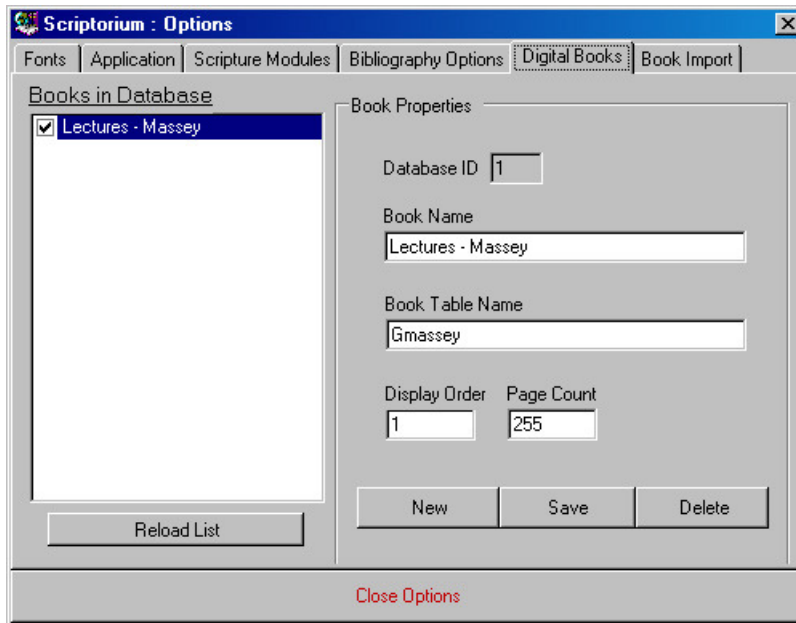 Scriptorium : Options
Fonts Application Scripture Modules Bibliography Options Digital Books Book Import
Books in Database
Lectures - Massey
Reload List
Book Properties
Database ID 1
Book Name
Lectures - Massey
Book Table Name
Gmassey
Display Order Page Count
1 255
New Save Delete
Close Options